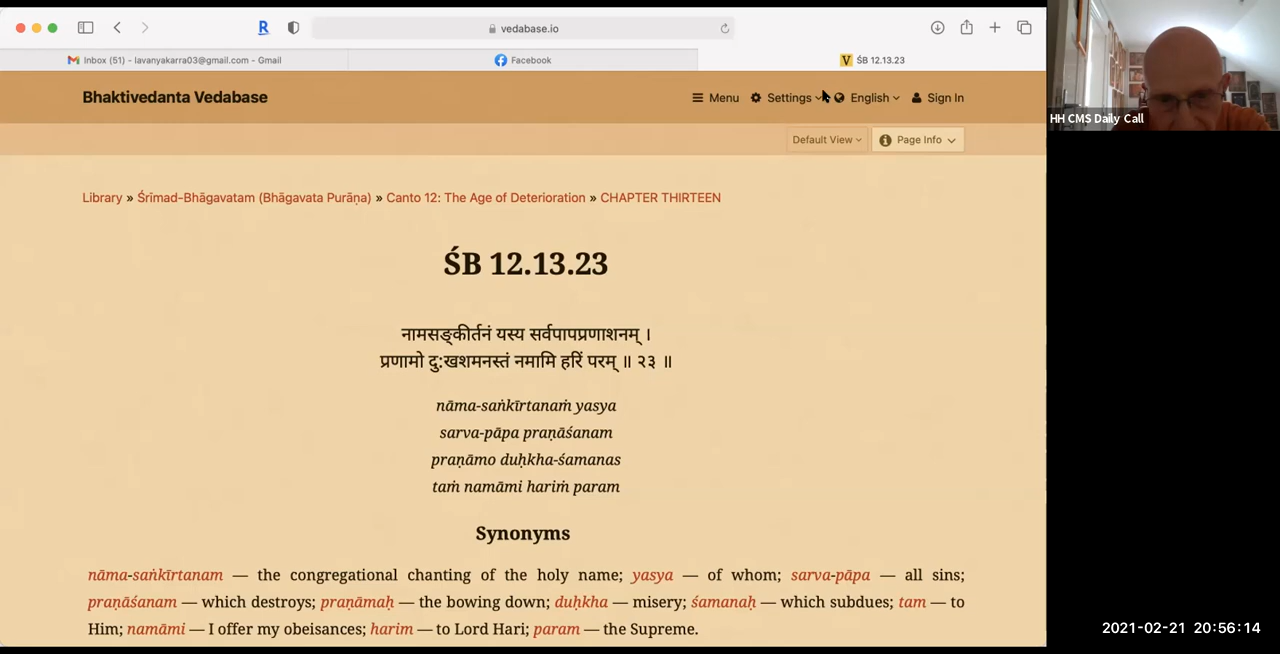 vedabase.io
Inbox (51) - lavanyakarra03@gmail.com - Gmail
Facebook
ŚB 12.13.23
Bhaktivedanta Vedabase
Menu
Settings
English
Sign In
Default View
Page Info
HH CMS Daily Call
Library » Śrīmad-Bhāgavatam (Bhāgavata Purāṇa) » Canto 12: The Age of Deterioration » CHAPTER THIRTEEN
ŚB 12.13.23
नामसङ्कीर्तनं यस्य सर्वपापप्रणाशनम् ।
प्रणामो दु:खशमनस्तं नमामि हरिं परम् ॥ २३ ॥
nāma-saṅkīrtanaṁ yasya
sarva-pāpa praṇāśanam
praṇāmo duḥkha-śamanas
taṁ namāmi hariṁ param
Synonyms
nāma-saṅkīrtanam — the congregational chanting of the holy name; yasya — of whom; sarva-pāpa — all sins;
praṇāśanam — which destroys; praṇāmaḥ — the bowing down; duḥkha — misery; śamanaḥ — which subdues; tam — to
Him; namāmi — I offer my obeisances; harim — to Lord Hari; param — the Supreme.
2021-02-21 20:56:14